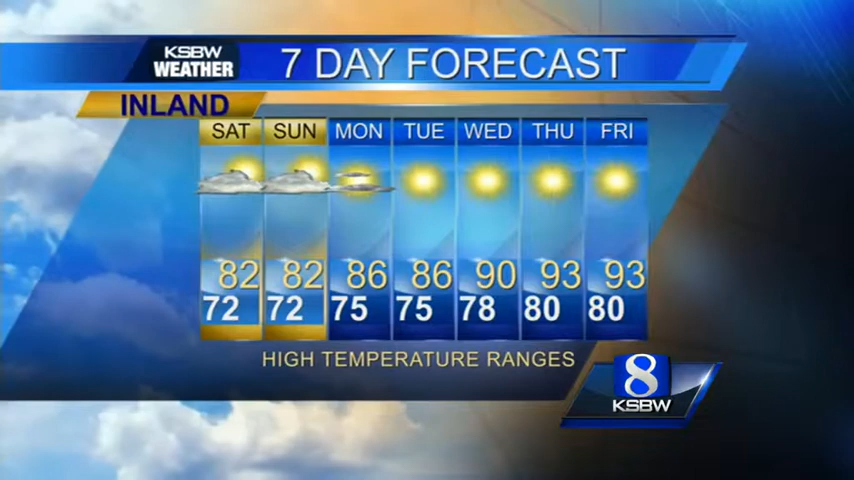 KSBW
WEATHER
7 DAY FORECAST
INLAND
SAT SUN MON TUE WED THU FRI
82 82 86 86 90 93 93
72 72 75 75 78 80 80
HIGH TEMPERATURE RANGES
8
KSBW